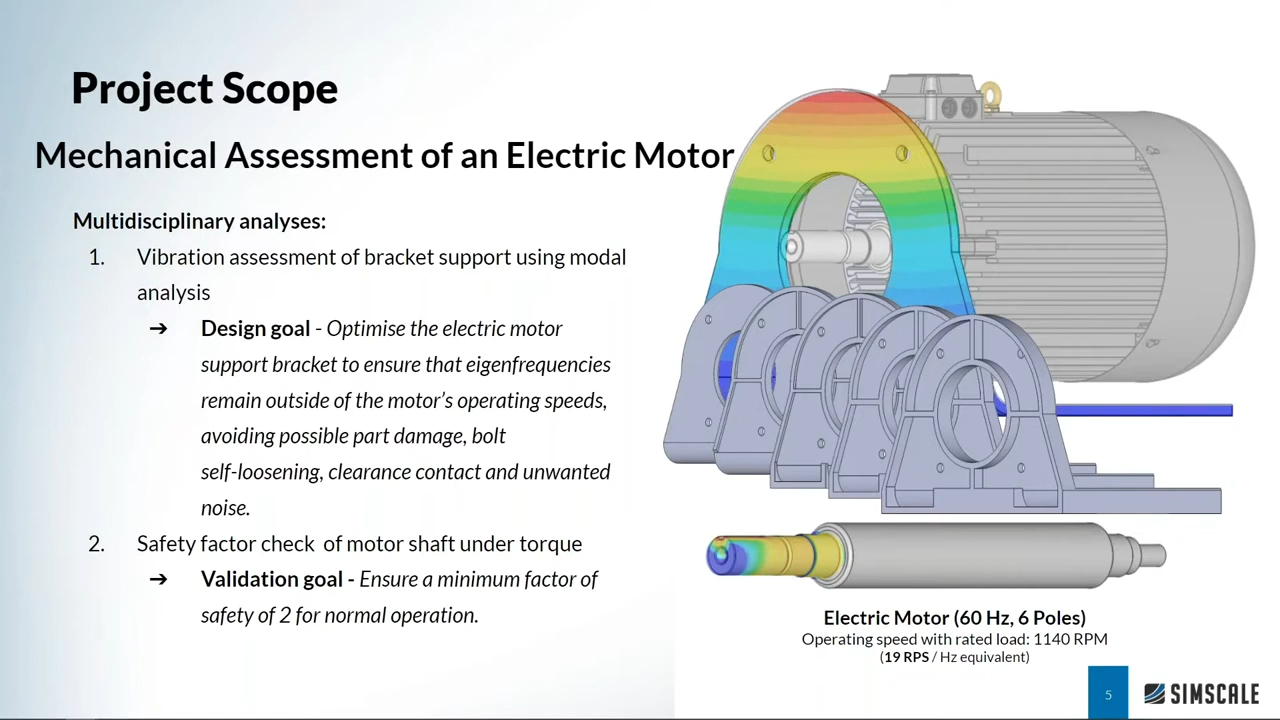 Project Scope
Mechanical Assessment of an Electric Motor
Multidisciplinary analyses:
1. Vibration assessment of bracket support using modal
analysis
➔ Design goal - Optimise the electric motor
support bracket to ensure that eigenfrequencies
remain outside of the motor’s operating speeds,
avoiding possible part damage, bolt
self-loosening, clearance contact and unwanted
noise.
2. Safety factor check of motor shaft under torque
➔ Validation goal - Ensure a minimum factor of
safety of 2 for normal operation.
Electric Motor (60 Hz, 6 Poles)
Operating speed with rated load: 1140 RPM
(19 RPS / Hz equivalent)
5
SIMSCALE